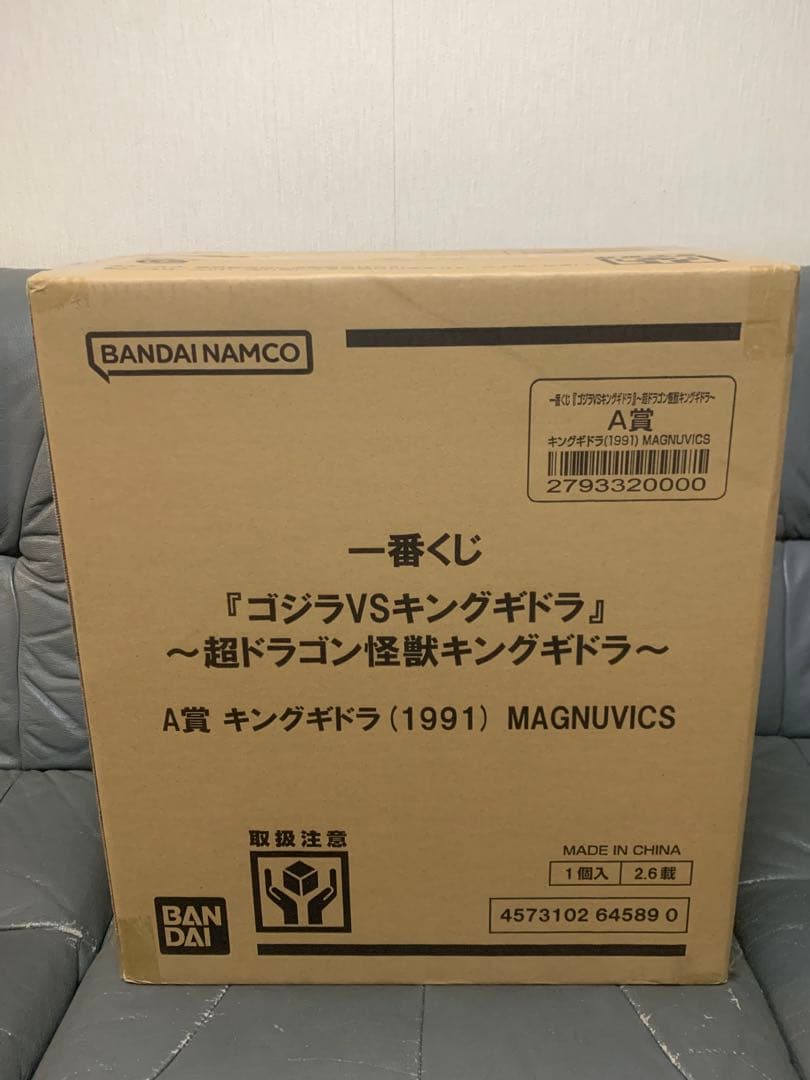 BANDAI NAMCO
一番くじ『ゴジラVSキングギドラ』〜超ドラゴン怪獣キングギドラ〜
A賞
キングギドラ(1991) MAGNUVICS
2793320000
一番くじ
『ゴジラVSキングギドラ』
〜超ドラゴン怪獣キングギドラ〜
A賞 キングギドラ(1991) MAGNUVICS
取扱注意
MADE IN CHINA
1個入 2.6載
BAN
DAI
4573102 64589 0